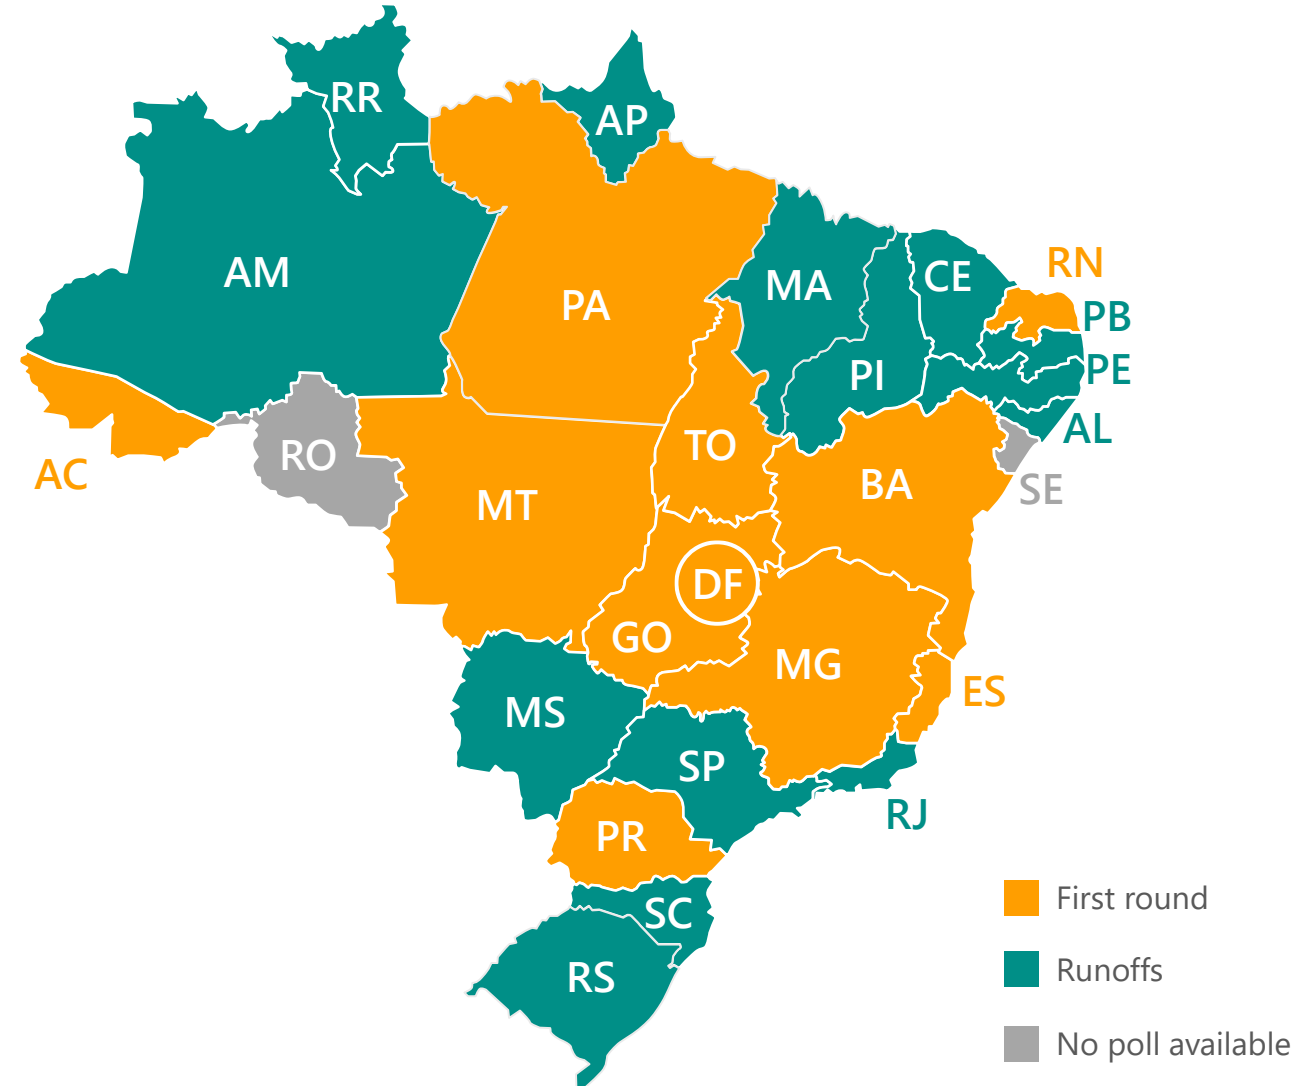 RR
AP
AM
PA
MA
CE
RN
PB
PE
PI
AL
TO
RO
AC
BA
SE
MT
DF
GO
MG
ES
MS
SP
RJ
PR
SC
RS
First round
Runoffs
No poll available